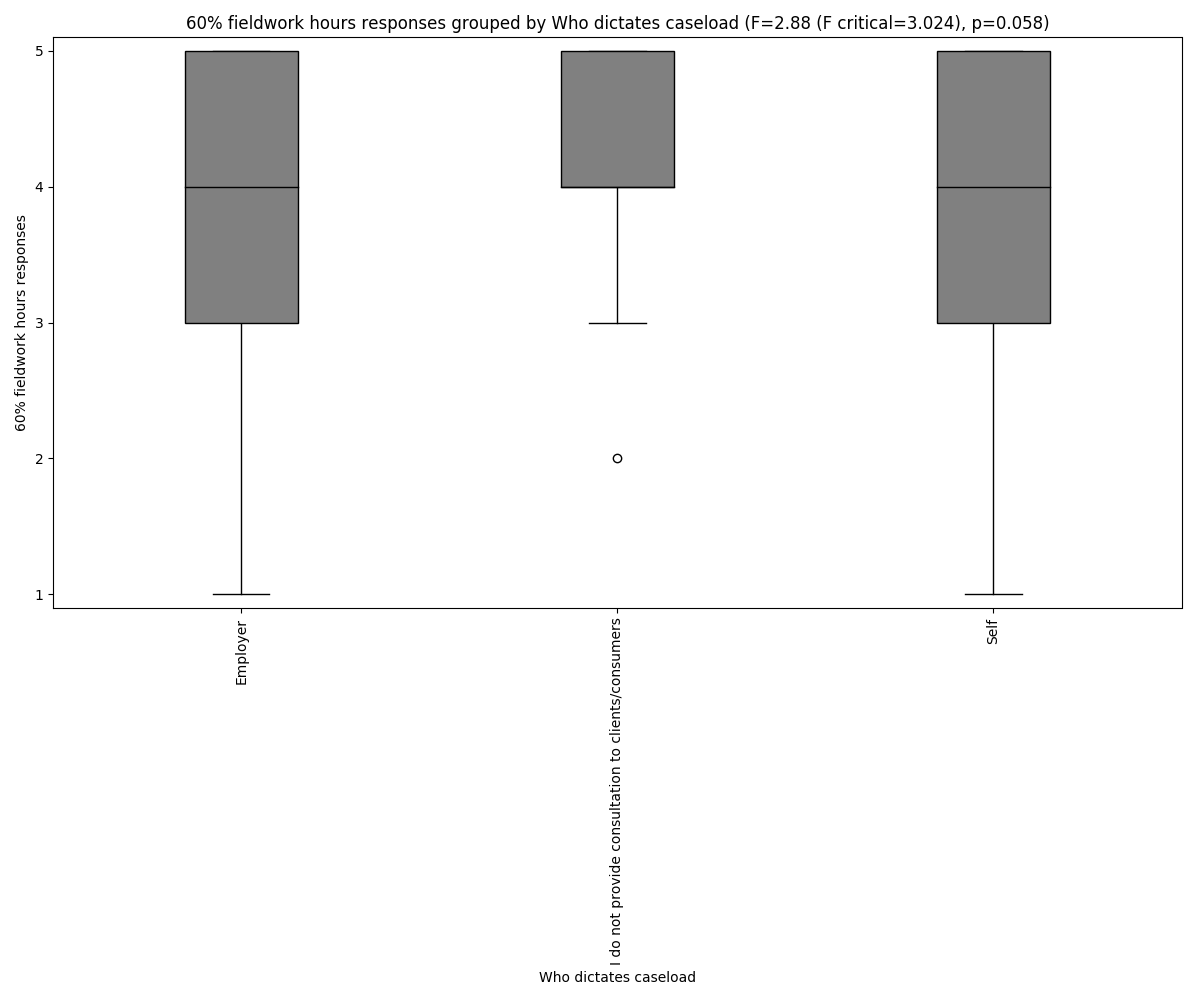 60% fieldwork hours responses grouped by Who dictates caseload (F=2.88 (F critical=3.024), p=0.058)
60% fieldwork hours responses
5
4
3
2
1
Employer
I do not provide consultation to clients/consumers
Self
Who dictates caseload